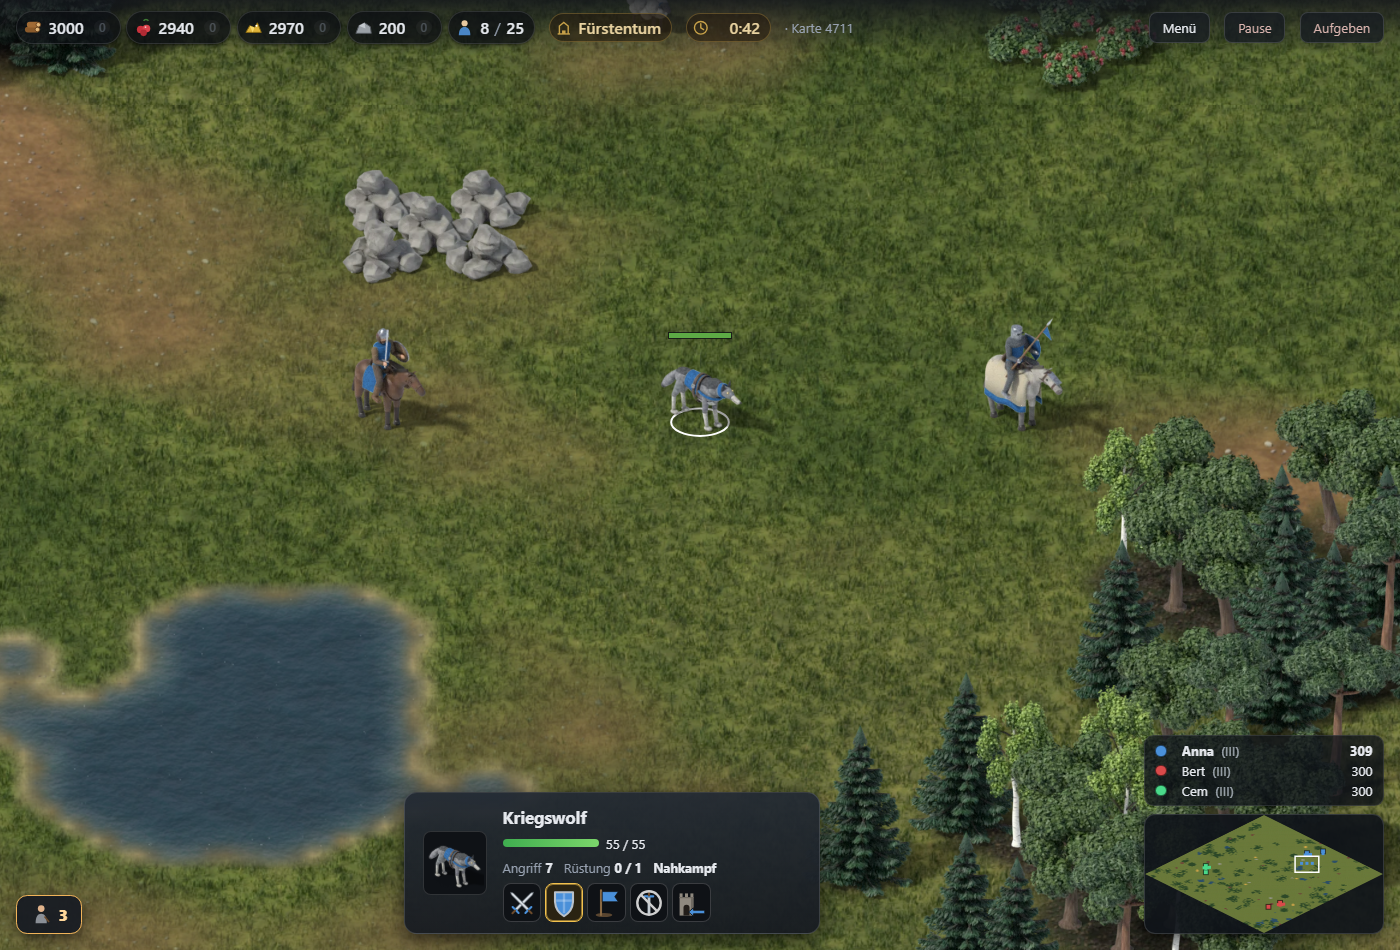 3000 0 2940 0 2970 0 200 0 8 / 25 Fürstentum 0:42 · Karte 4711 Menü Pause Aufgeben
Anna (III) 309
Bert (III) 300
Cem (III) 300
Kriegswolf
55 / 55
Angriff 7 Rüstung 0 / 1 Nahkampf
3